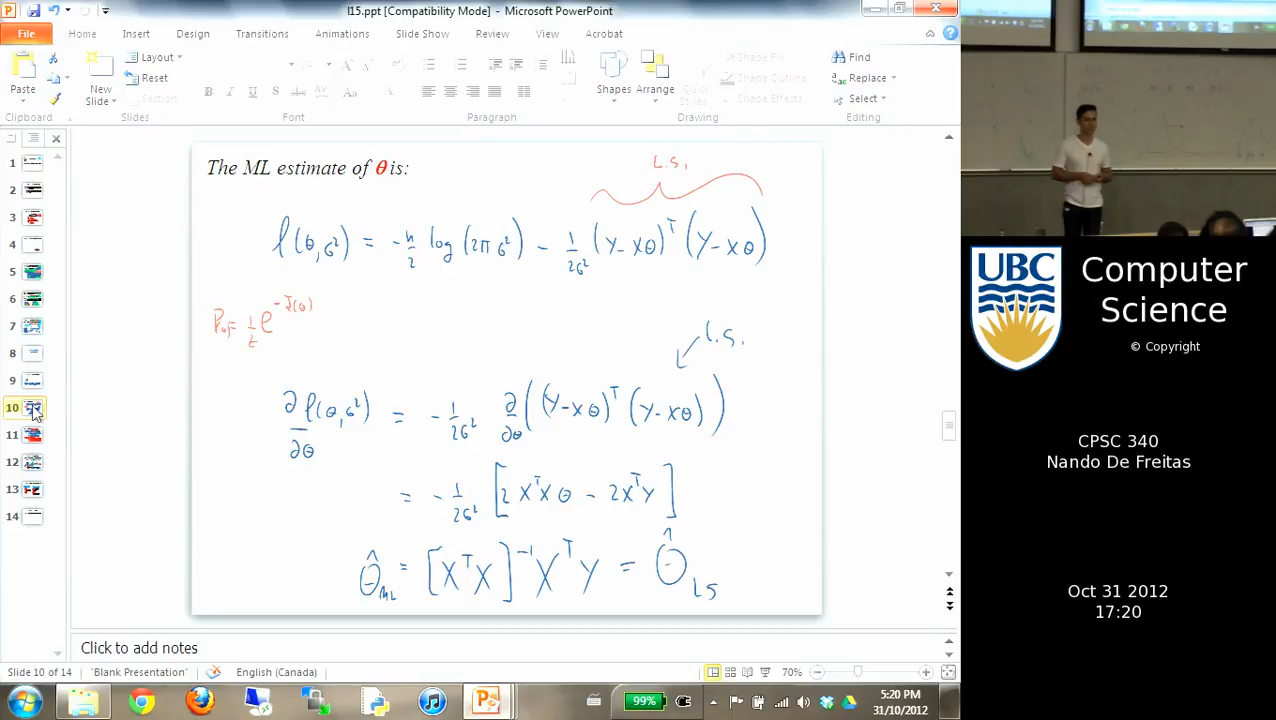 l15.ppt [Compatibility Mode] - Microsoft PowerPoint
File Home Insert Design Transitions Animations Slide Show Review View Acrobat
Paste
New Slide
Layout
Reset
Section
Shapes Arrange Quick Styles
Shape Fill
Shape Outline
Shape Effects
Find
Replace
Select
Clipboard Slides Font Paragraph Drawing Editing
1
2
3
4
5
6
7
8
9
10
11
12
13
14
The ML estimate of θ is:
L.S.
l(θ,σ²) = -n/2 log(2πσ²) - 1/2σ² (Y-Xθ)ᵀ(Y-Xθ)
P(θ)= 1/Z e^-J(θ)
L.S.
∂l(θ,σ²)/∂θ = -1/2σ² ∂/∂θ ((Y-Xθ)ᵀ(Y-Xθ))
= -1/2σ² [2XᵀXθ - 2XᵀY]
θ̂ML = [XᵀX]⁻¹XᵀY = θ̂LS
Click to add notes
Slide 10 of 14 "Blank Presentation" English (Canada) 70%
99%
5:20 PM
31/10/2012
UBC
Computer
Science
© Copyright
CPSC 340
Nando De Freitas
Oct 31 2012
17:20